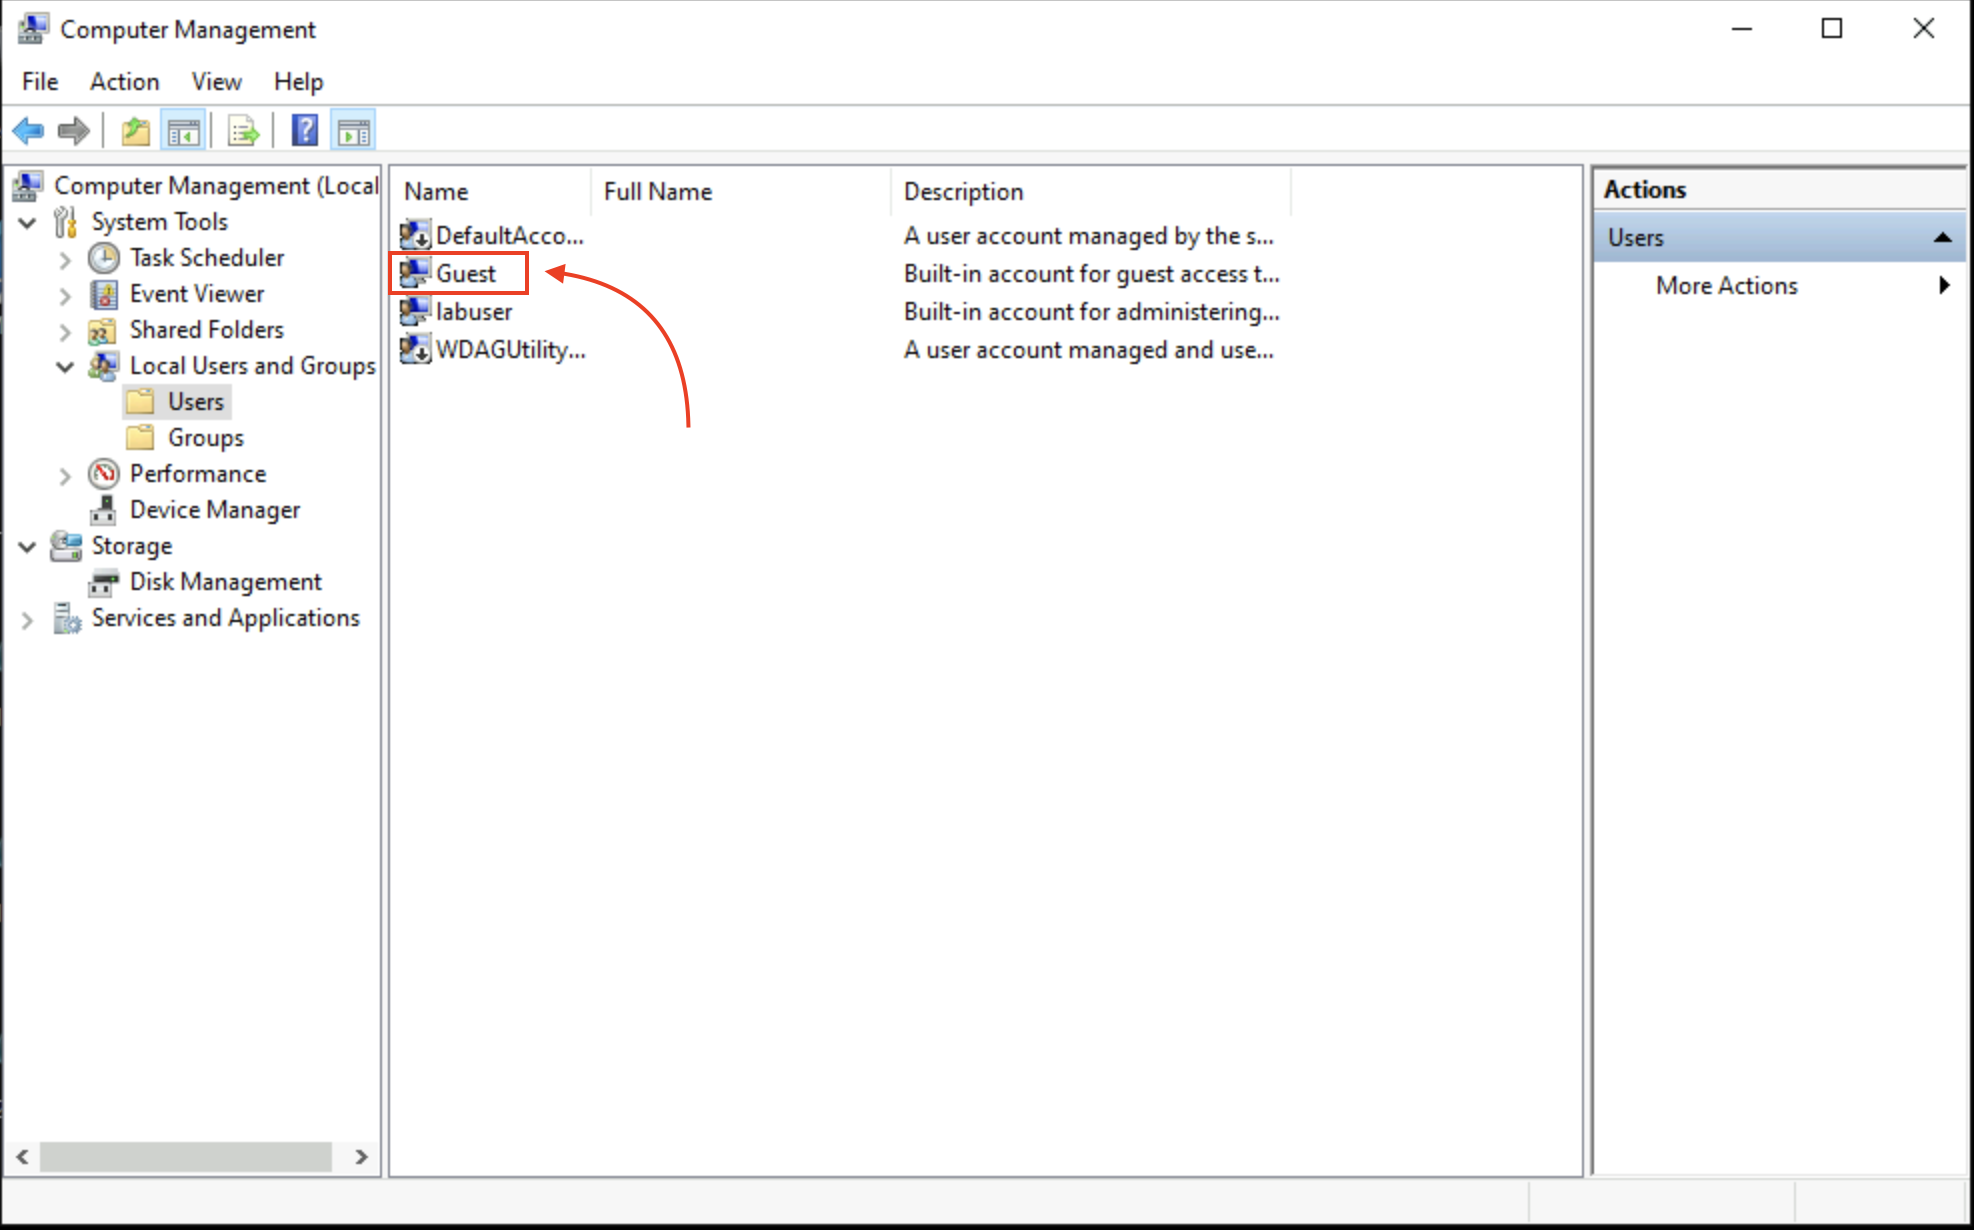 Computer Management
File Action View Help
Computer Management (Local
System Tools
Task Scheduler
Event Viewer
Shared Folders
Local Users and Groups
Users
Groups
Performance
Device Manager
Storage
Disk Management
Services and Applications
Name Full Name Description
DefaultAcco... A user account managed by the s...
Guest Built-in account for guest access t...
labuser Built-in account for administering...
WDAGUtility... A user account managed and use...
Actions
Users
More Actions